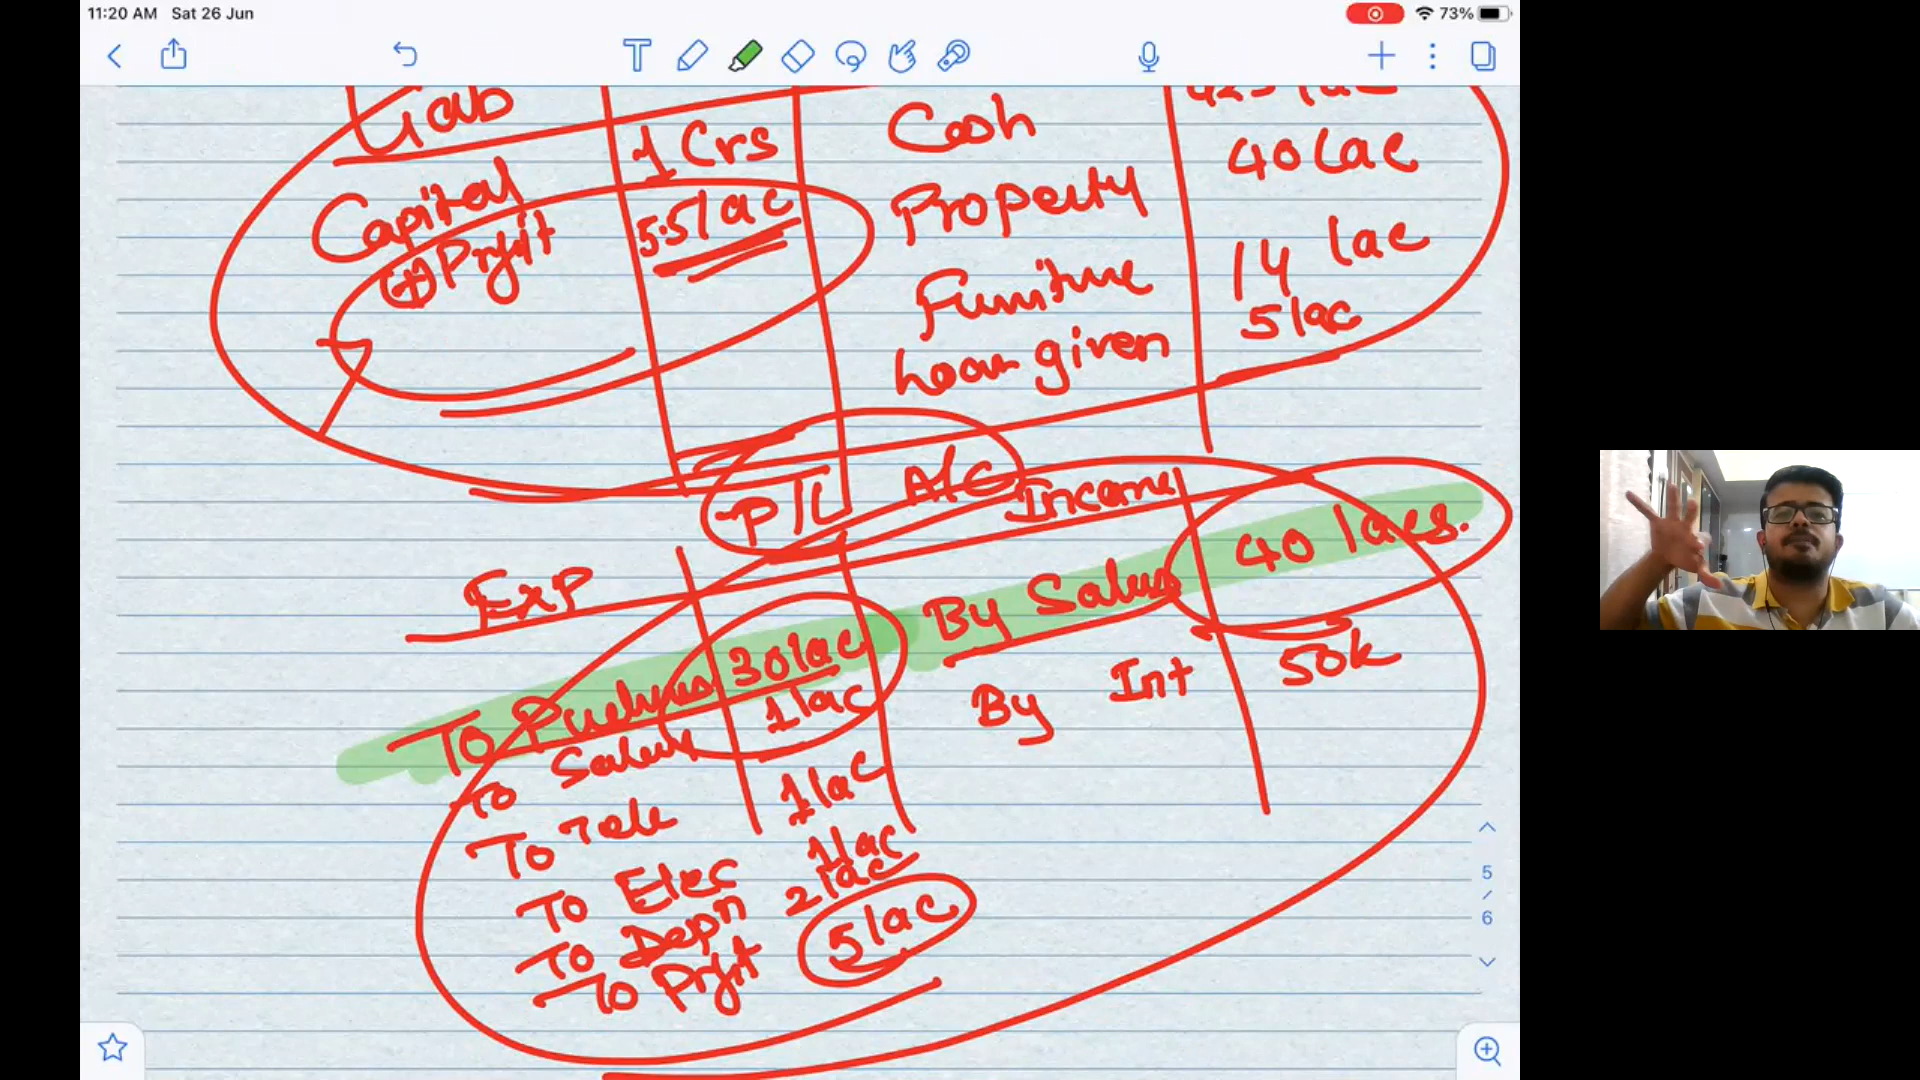 11:20 AM Sat 26 Jun
73%
Liab
1 Crs
Cash
40 lac
Capital
(+) Profit
5.5 lac
Property
14 lac
Furniture
5 lac
Loan given
P/L A/C
Income
Exp
By Sales 40 lacs.
To Purchases 30 lac
By Int 50k
To Salary 1 lac
To Tele 1 lac
To Elec 1 lac
To Depn 2 lac
To Profit 5 lac
5
/
6